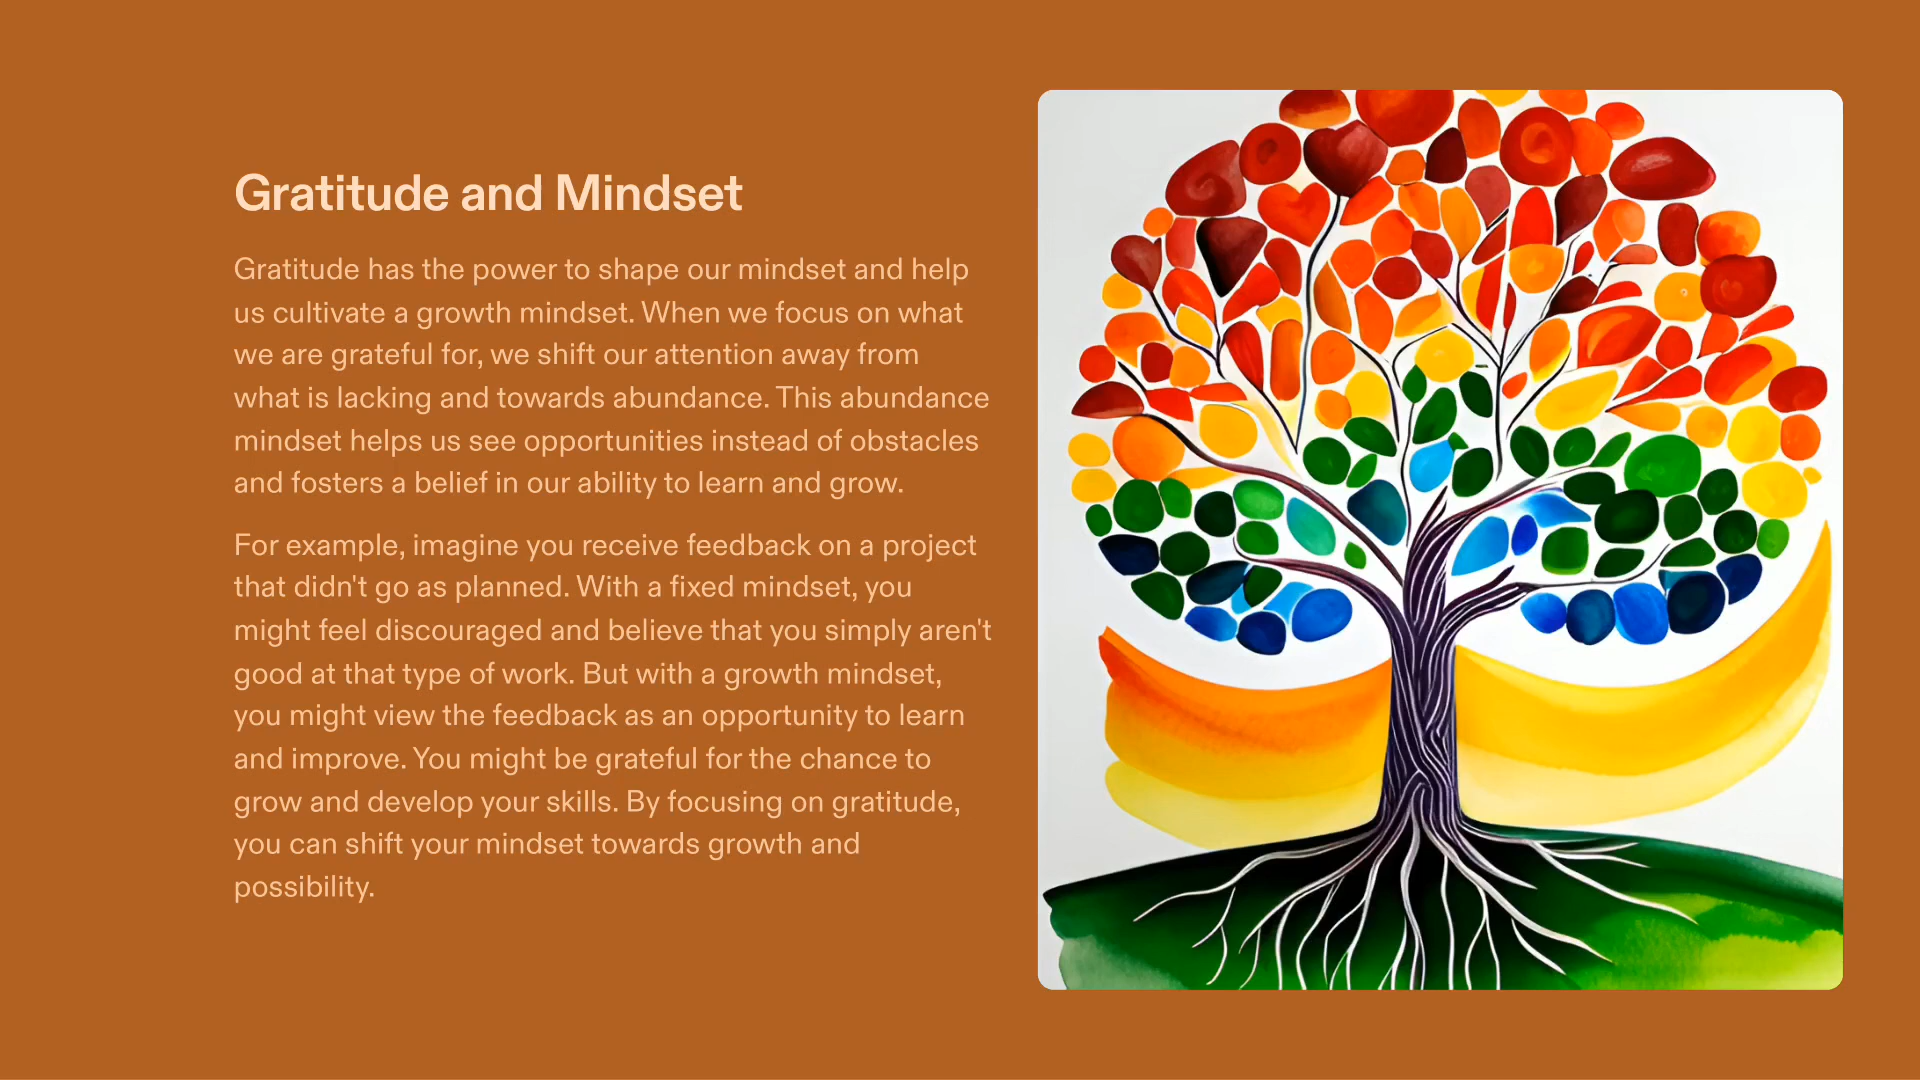 Gratitude and Mindset
Gratitude has the power to shape our mindset and help
us cultivate a growth mindset. When we focus on what
we are grateful for, we shift our attention away from
what is lacking and towards abundance. This abundance
mindset helps us see opportunities instead of obstacles
and fosters a belief in our ability to learn and grow.
For example, imagine you receive feedback on a project
that didn't go as planned. With a fixed mindset, you
might feel discouraged and believe that you simply aren't
good at that type of work. But with a growth mindset,
you might view the feedback as an opportunity to learn
and improve. You might be grateful for the chance to
grow and develop your skills. By focusing on gratitude,
you can shift your mindset towards growth and
possibility.